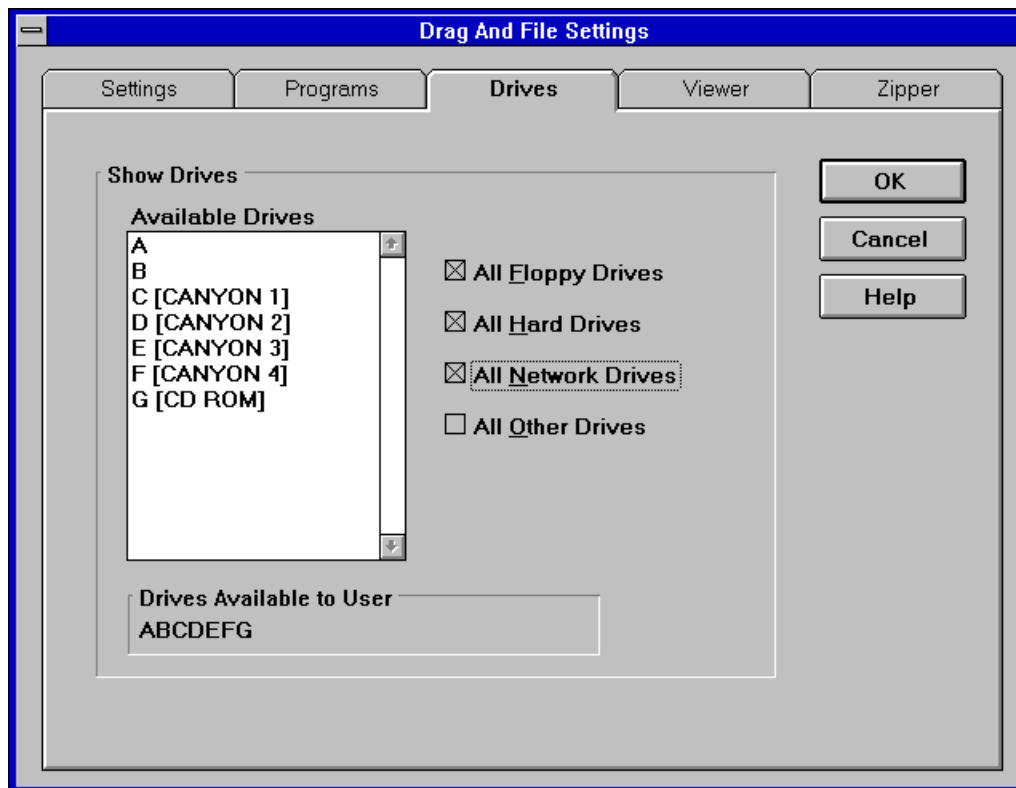 Drag And File Settings
Settings Programs Drives Viewer Zipper
Show Drives
Available Drives
A
B
C [CANYON 1]
D [CANYON 2]
E [CANYON 3]
F [CANYON 4]
G [CD ROM]
All Floppy Drives
All Hard Drives
All Network Drives
All Other Drives
Drives Available to User
ABCDEFG
OK
Cancel
Help